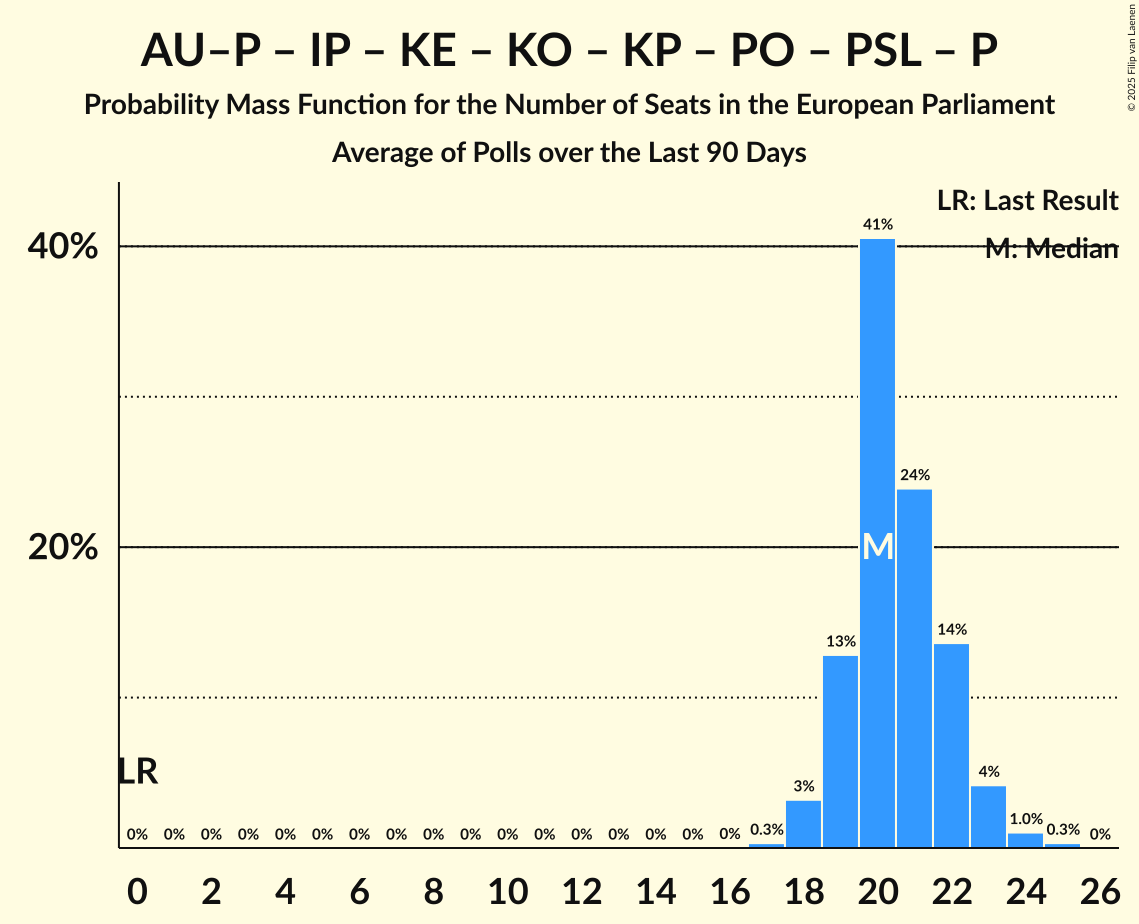 AU–P – IP – KE – KO – KP – PO – PSL – P
Probability Mass Function for the Number of Seats in the European Parliament
Average of Polls over the Last 90 Days
© 2025 Filip van Laenen
LR: Last Result
M: Median
40%
20%
41%
24%
M
13%
14%
LR
3%
4%
0% 0% 0% 0% 0% 0% 0% 0% 0% 0% 0% 0% 0% 0% 0% 0% 0% 0.3% 1.0% 0.3% 0%
0 2 4 6 8 10 12 14 16 18 20 22 24 26